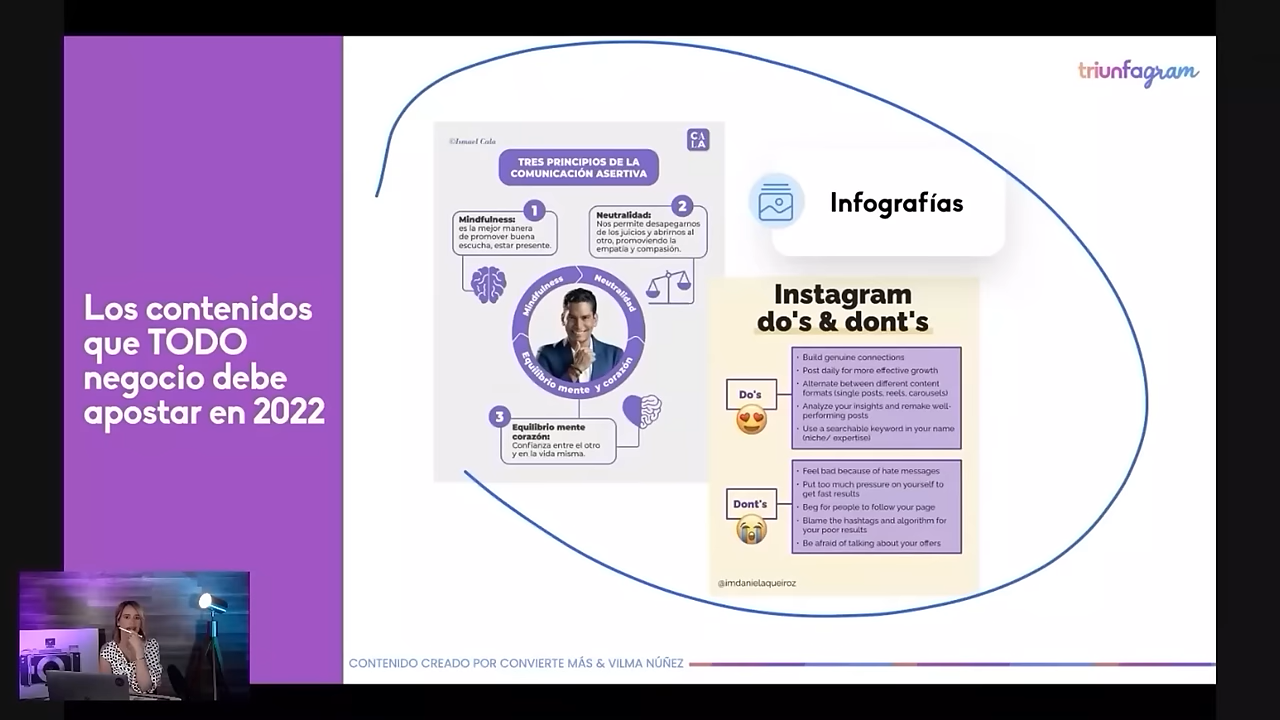 triunfagram
Los contenidos
que TODO
negocio debe
apostar en 2022
©Ismael Cala
CA
LA
TRES PRINCIPIOS DE LA
COMUNICACIÓN ASERTIVA
1
Mindfulness:
es la mejor manera
de promover buena
escucha, estar presente.
2
Neutralidad:
Nos permite desapegarnos
de los juicios y abrirnos al
otro, promoviendo la
empatía y compasión.
Mindfulness
Neutralidad
Equilibrio mente y corazón
3
Equilibrio mente
corazón:
Confianza entre el otro
y en la vida misma.
Infografías
Instagram
do's & dont's
Do's
· Build genuine connections
· Post daily for more effective growth
· Alternate between different content
formats (single posts, reels, carousels)
· Analyze your insights and remake well-
performing posts
· Use a searchable keyword in your name
(niche/ expertise)
Dont's
· Feel bad because of hate messages
· Put too much pressure on yourself to
get fast results
· Beg for people to follow your page
· Blame the hashtags and algorithm for
your poor results
· Be afraid of talking about your offers
@imdanielaqueiroz
CONTENIDO CREADO POR CONVIERTE MÁS & VILMA NÚÑEZ